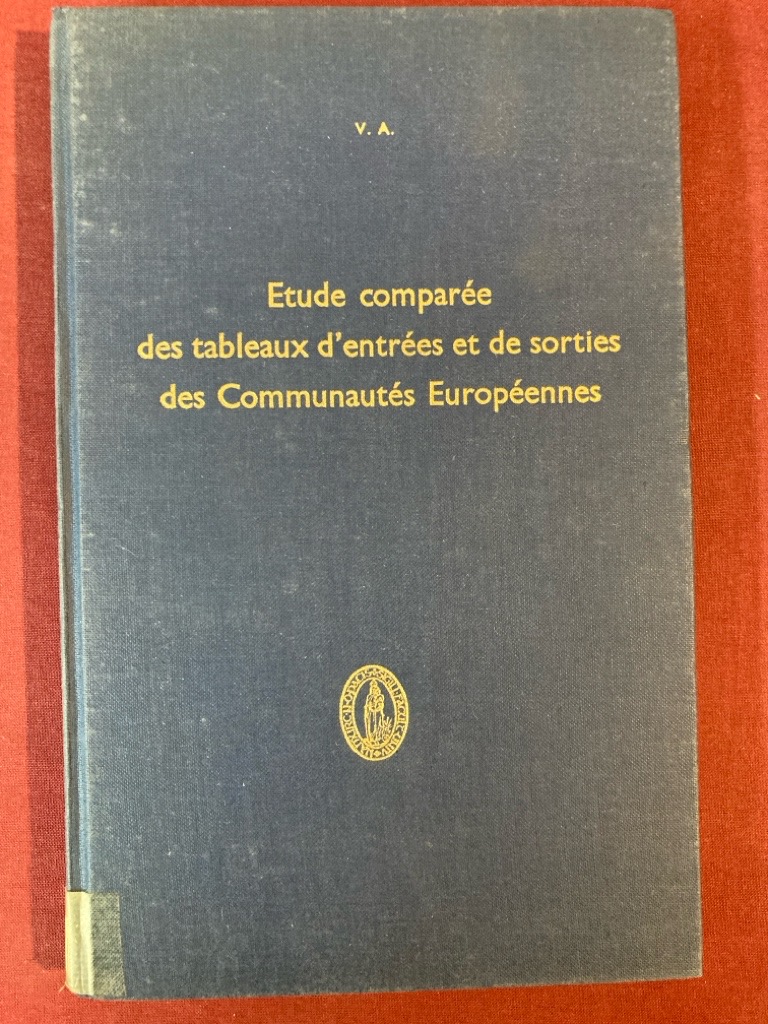 V. A.
Etude comparée
des tableaux d'entrées et de sorties
des Communautés Européennes